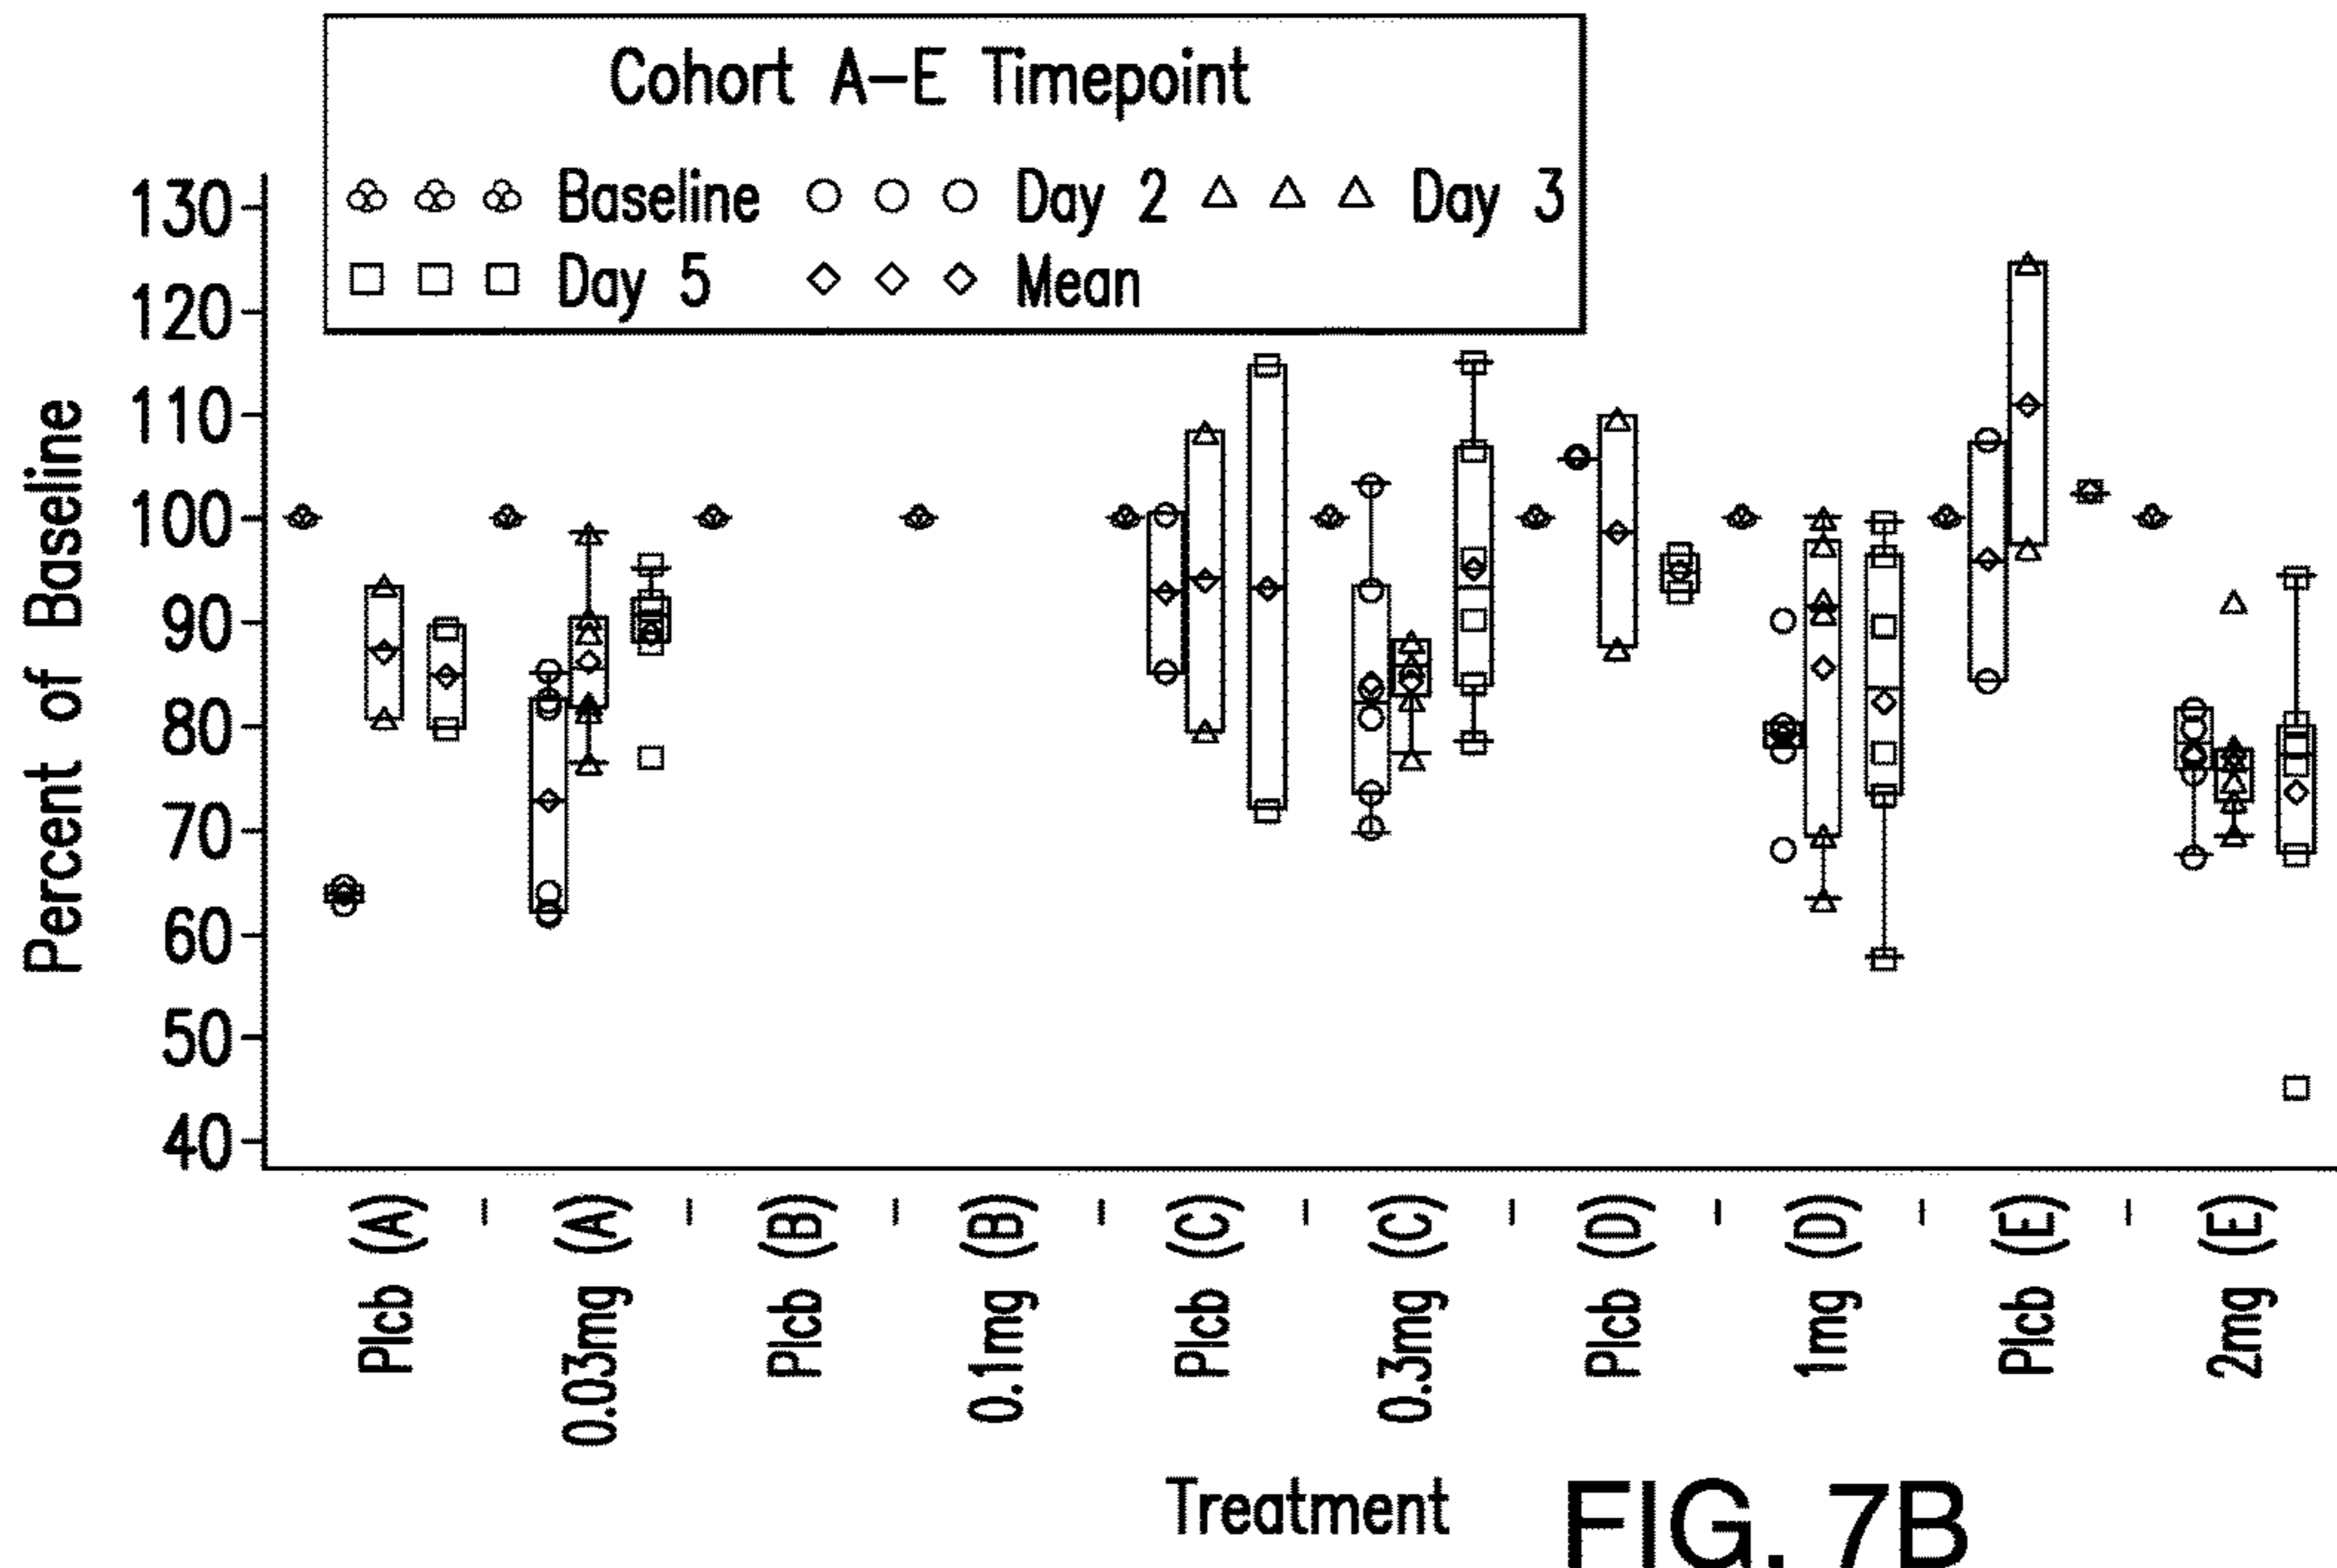 Cohort A-E Timepoint
Baseline Day 2 Day 3
Day 5 Mean
Percent of Baseline
130
120
110
100
90
80
70
60
50
40
Plcb (A)
-
0.03mg (A)
-
Plcb (B)
-
0.1mg (B)
-
Plcb (C)
-
0.3mg (C)
-
Plcb (D)
-
1mg (D)
-
Plcb (E)
-
2mg (E)
Treatment
FIG. 7B